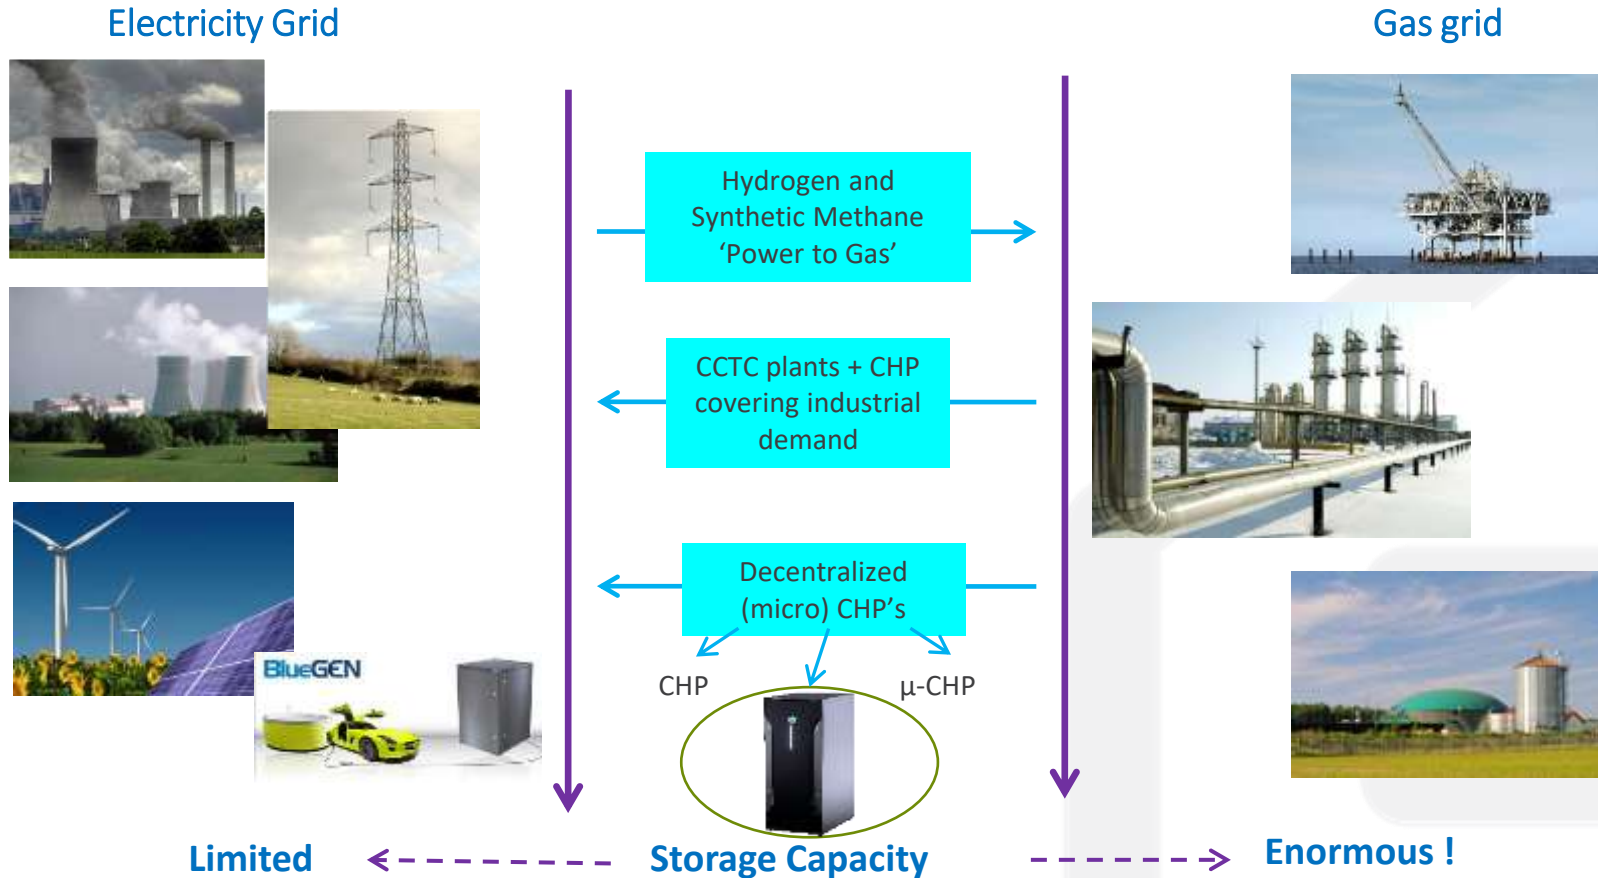 Electricity Grid
Gas grid
Hydrogen and
Synthetic Methane
‘Power to Gas’
CCTC plants + CHP
covering industrial
demand
Decentralized
(micro) CHP’s
BlueGEN
CHP
µ-CHP
Limited
Storage Capacity
Enormous !